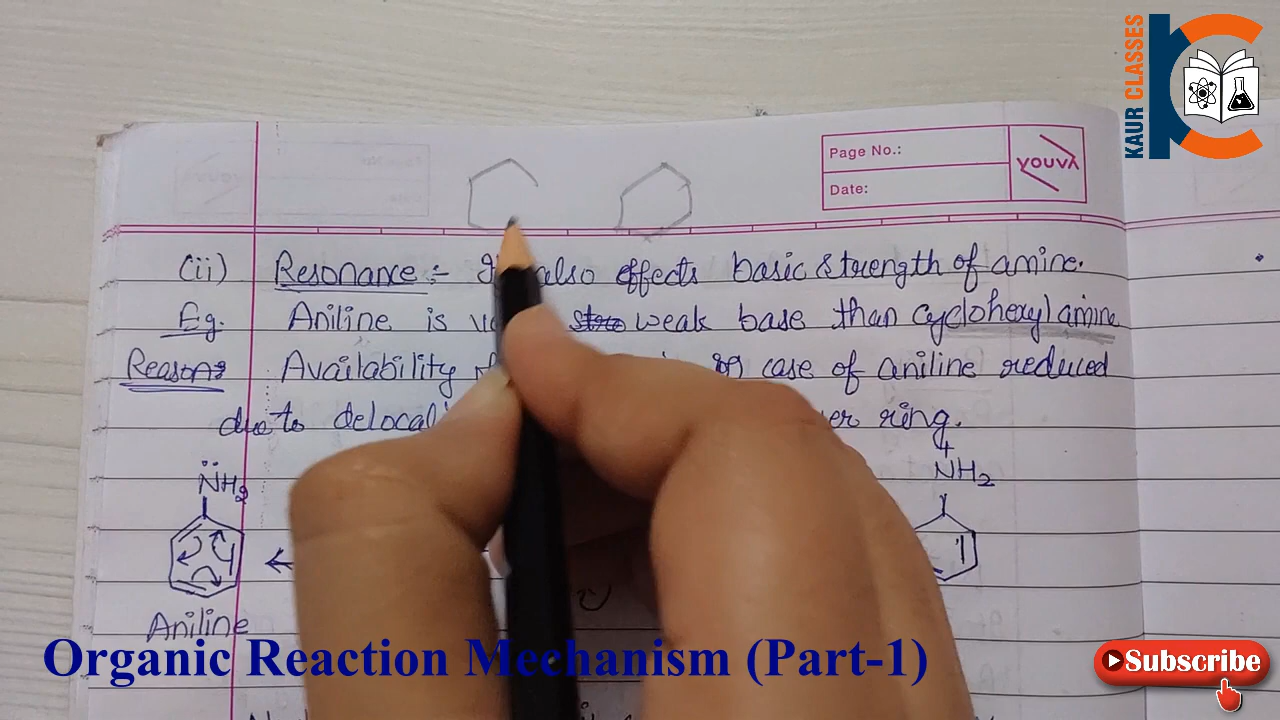 KAUR CLASSES
Page No.:
Date:
youva
(ii) Resonance :- also effects basic strength of amine.
Eg. Aniline is weak base than cyclohexyl amine
Reason: Availability case of aniline reduced
due to ring.
NH2
+
NH2
Aniline
Organic Reaction Mechanism (Part-1)
Subscribe